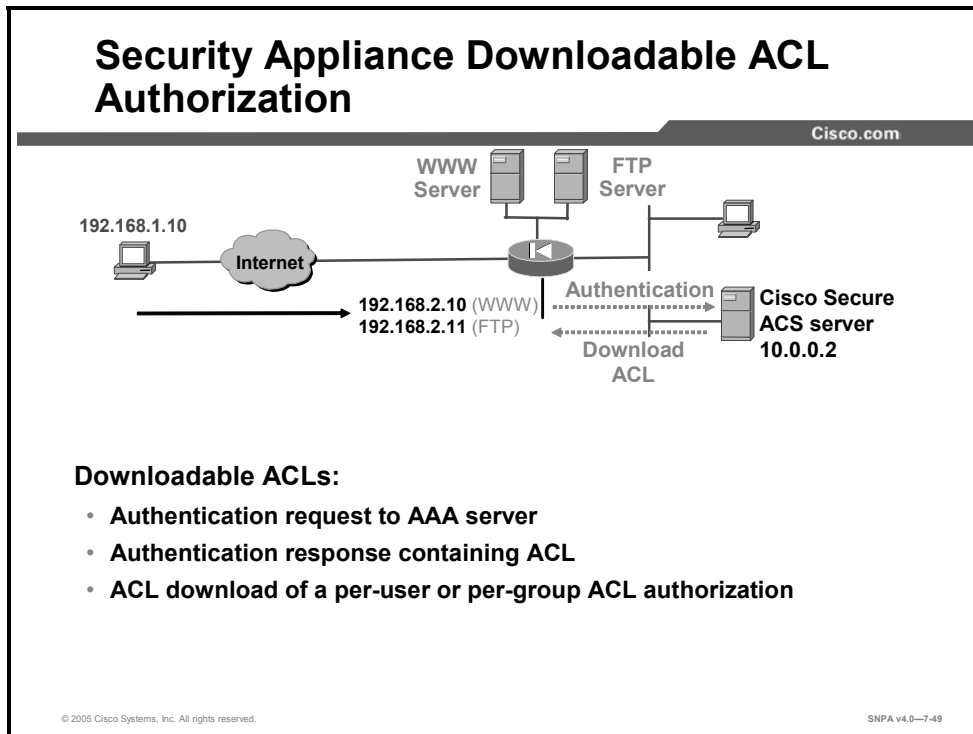 Security Appliance Downloadable ACL
Authorization
Cisco.com
WWW
Server
FTP
Server
192.168.1.10
Internet
192.168.2.10 (WWW)
192.168.2.11 (FTP)
Authentication
Download
ACL
Cisco Secure
ACS server
10.0.0.2
Downloadable ACLs:
• Authentication request to AAA server
• Authentication response containing ACL
• ACL download of a per-user or per-group ACL authorization
© 2005 Cisco Systems, Inc. All rights reserved.
SNPA v4.0—7-49